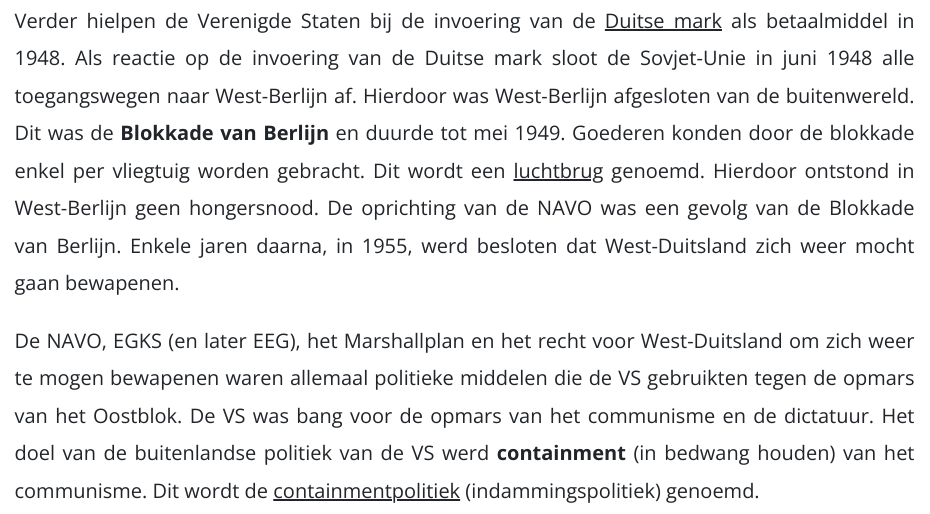 Verder hielpen de Verenigde Staten bij de invoering van de Duitse mark als betaalmiddel in
1948. Als reactie op de invoering van de Duitse mark sloot de Sovjet-Unie in juni 1948 alle
toegangswegen naar West-Berlijn af. Hierdoor was West-Berlijn afgesloten van de buitenwereld.
Dit was de Blokkade van Berlijn en duurde tot mei 1949. Goederen konden door de blokkade
enkel per vliegtuig worden gebracht. Dit wordt een luchtbrug genoemd. Hierdoor ontstond in
West-Berlijn geen hongersnood. De oprichting van de NAVO was een gevolg van de Blokkade
van Berlijn. Enkele jaren daarna, in 1955, werd besloten dat West-Duitsland zich weer mocht
gaan bewapenen.
De NAVO, EGKS (en later EEG), het Marshallplan en het recht voor West-Duitsland om zich weer
te mogen bewapenen waren allemaal politieke middelen die de VS gebruikten tegen de opmars
van het Oostblok. De VS was bang voor de opmars van het communisme en de dictatuur. Het
doel van de buitenlandse politiek van de VS werd containment (in bedwang houden) van het
communisme. Dit wordt de containmentpolitiek (indammingspolitiek) genoemd.